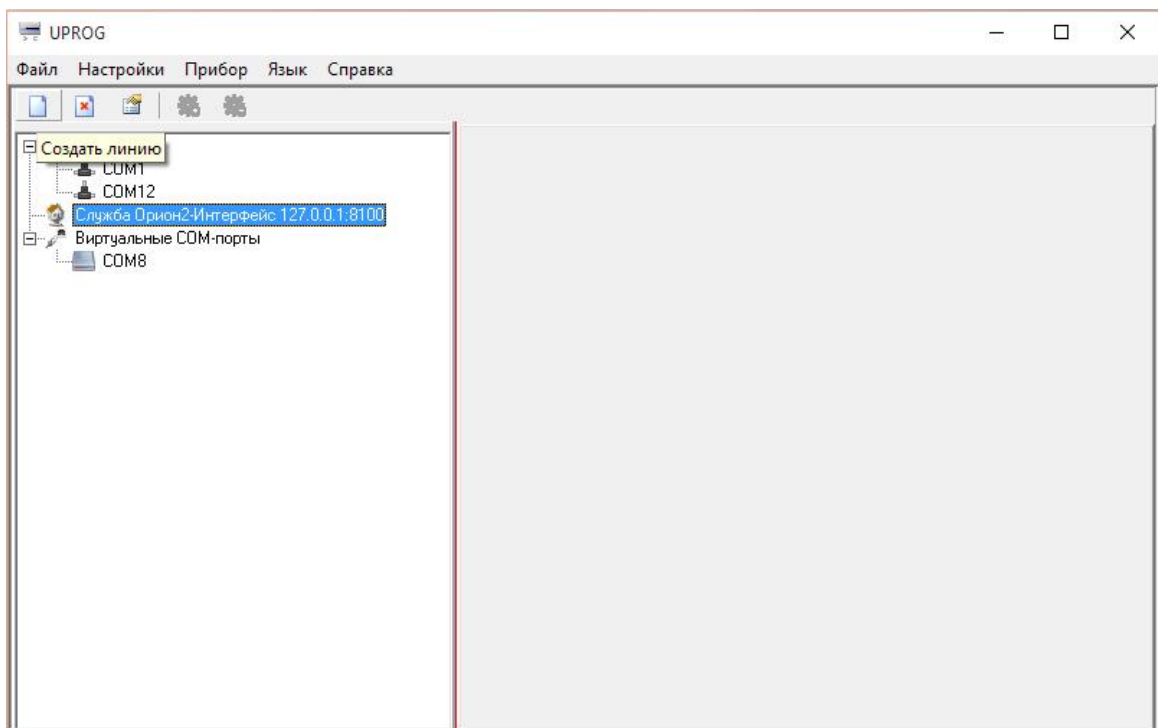 UPROG
Файл Настройки Прибор Язык Справка
Создать линию
COM1
COM12
Служба Орион2-Интерфейс 127.0.0.1:8100
Виртуальные COM-порты
COM8